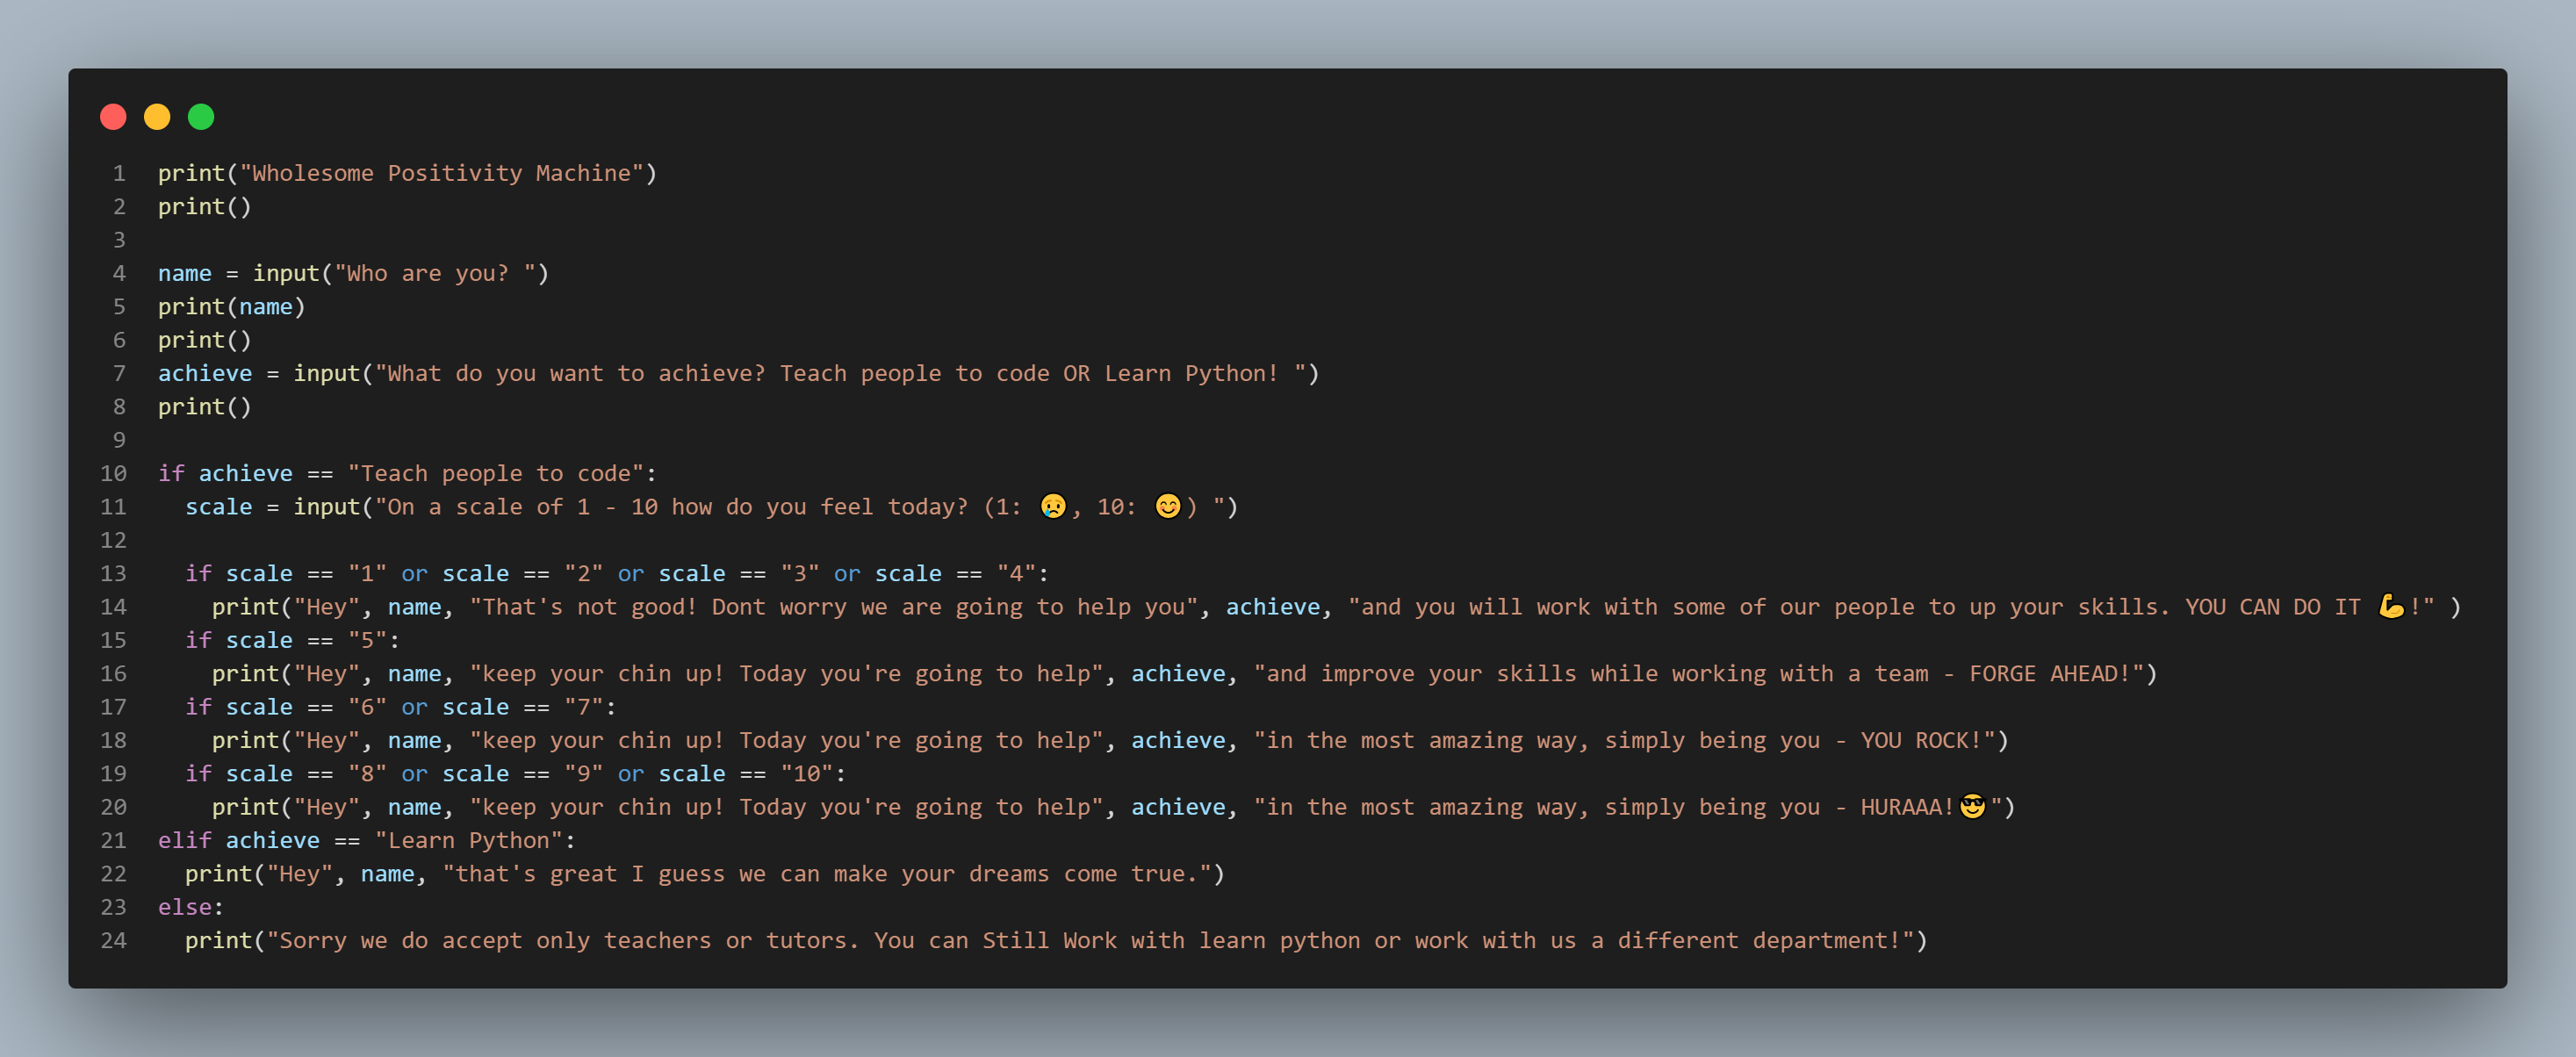 1 print("Wholesome Positivity Machine")
2 print()
3
4 name = input("Who are you? ")
5 print(name)
6 print()
7 achieve = input("What do you want to achieve? Teach people to code OR Learn Python! ")
8 print()
9
10 if achieve == "Teach people to code":
11   scale = input("On a scale of 1 - 10 how do you feel today? (1: 😢, 10: 😊) ")
12
13   if scale == "1" or scale == "2" or scale == "3" or scale == "4":
14     print("Hey", name, "That's not good! Dont worry we are going to help you", achieve, "and you will work with some of our people to up your skills. YOU CAN DO IT 💪!" )
15   if scale == "5":
16     print("Hey", name, "keep your chin up! Today you're going to help", achieve, "and improve your skills while working with a team - FORGE AHEAD!")
17   if scale == "6" or scale == "7":
18     print("Hey", name, "keep your chin up! Today you're going to help", achieve, "in the most amazing way, simply being you - YOU ROCK!")
19   if scale == "8" or scale == "9" or scale == "10":
20     print("Hey", name, "keep your chin up! Today you're going to help", achieve, "in the most amazing way, simply being you - HURAAA!😎")
21 elif achieve == "Learn Python":
22   print("Hey", name, "that's great I guess we can make your dreams come true.")
23 else:
24   print("Sorry we do accept only teachers or tutors. You can Still Work with learn python or work with us a different department!")